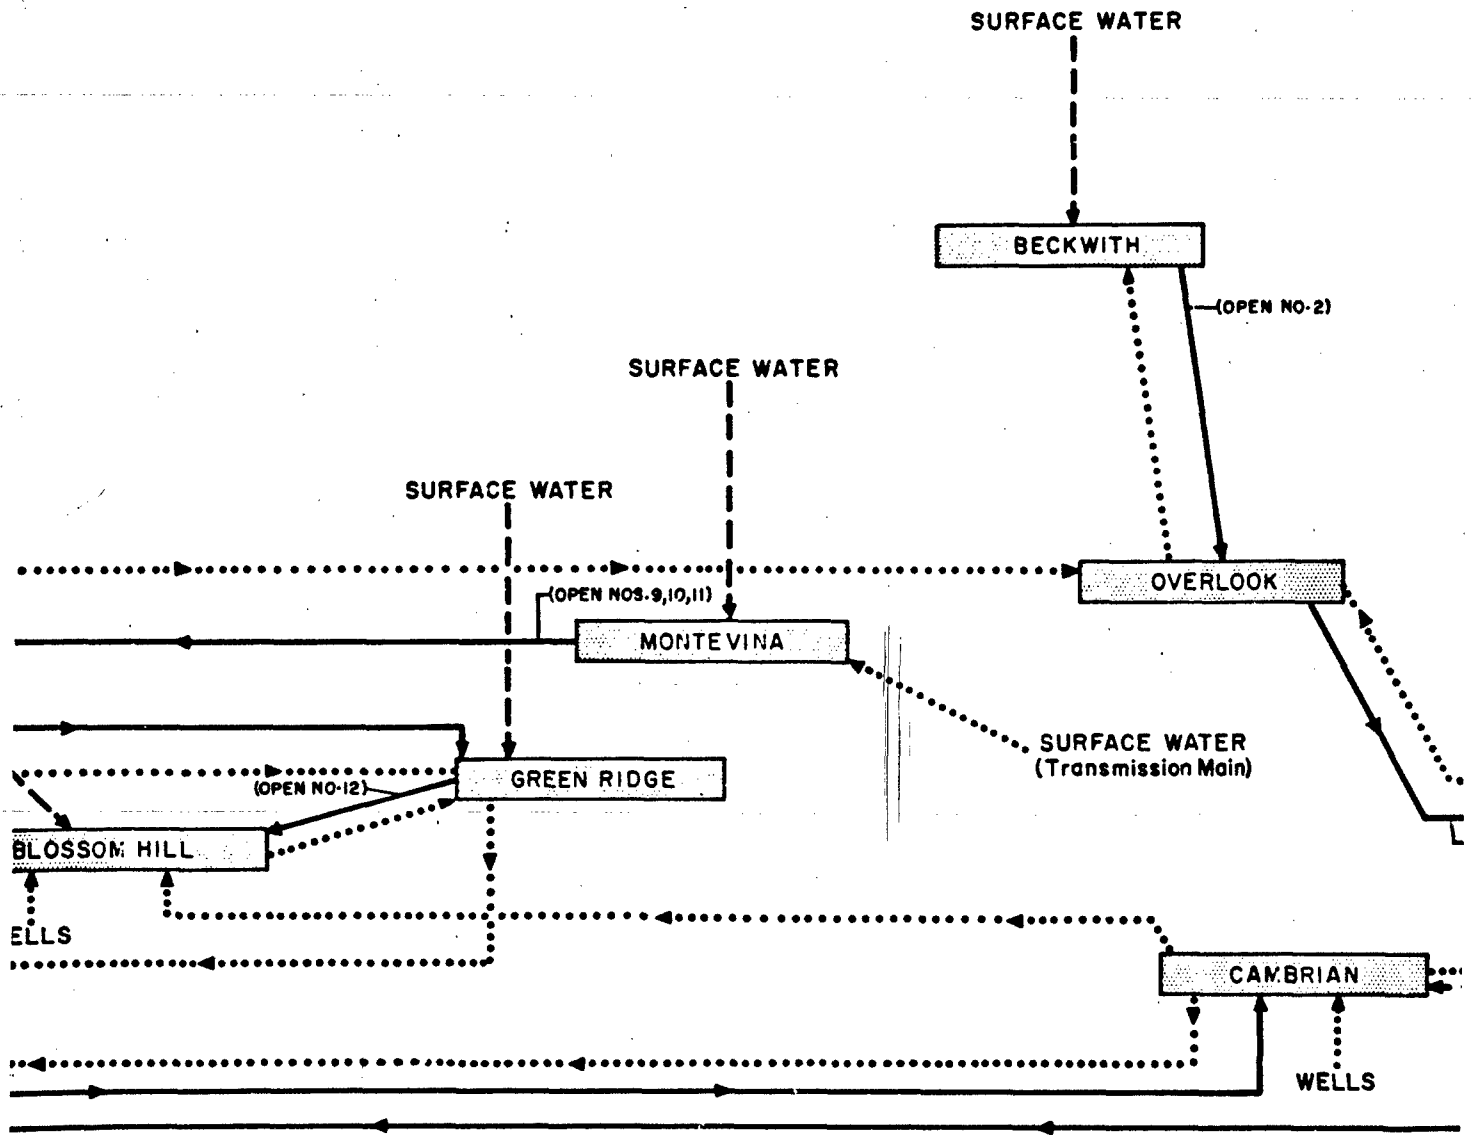 SURFACE WATER
BECKWITH
(OPEN NO.2)
SURFACE WATER
SURFACE WATER
OVERLOOK
(OPEN NOS.9,10,11)
MONTEVINA
SURFACE WATER
(Transmission Main)
GREEN RIDGE
(OPEN NO.12)
BLOSSOM HILL
ELLS
CAMBRIAN
WELLS